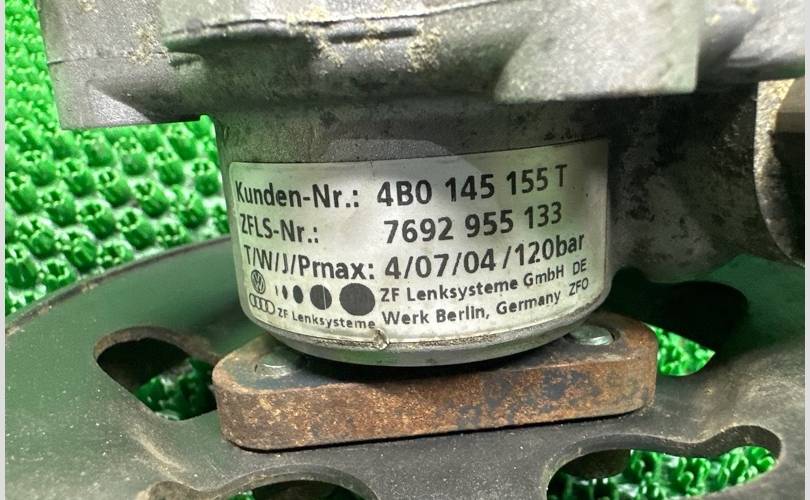 Kunden-Nr.: 4B0 145 155 T
ZFLS-Nr.: 7692 955 133
T/W/J/Pmax: 4/07/04/120bar
ZF Lenksysteme GmbH DE
ZF Lenksysteme Werk Berlin, Germany ZFO